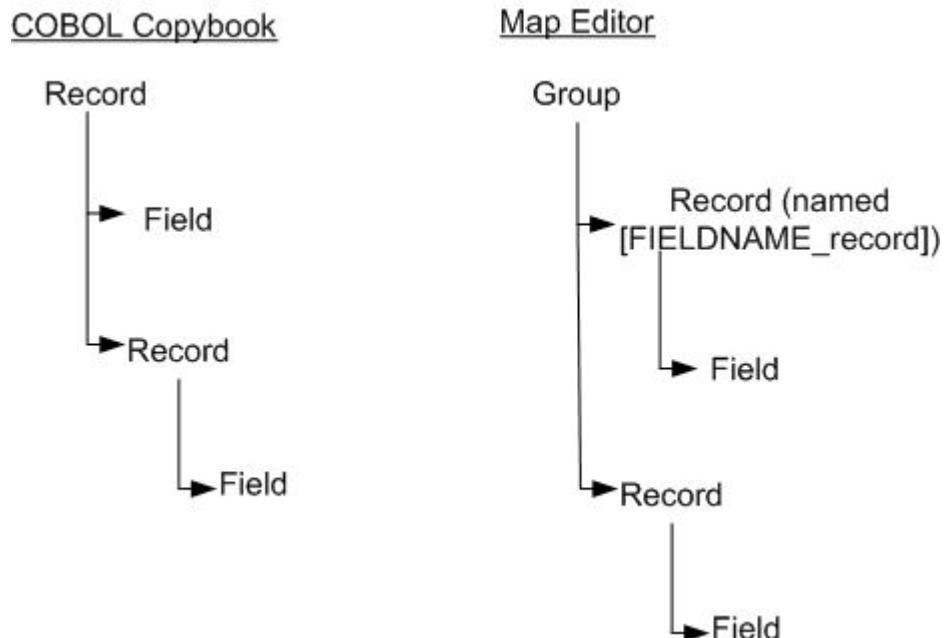 COBOL Copybook
Record
Field
Record
Field
Map Editor
Group
Record (named
[FIELDNAME_record])
Field
Record
Field